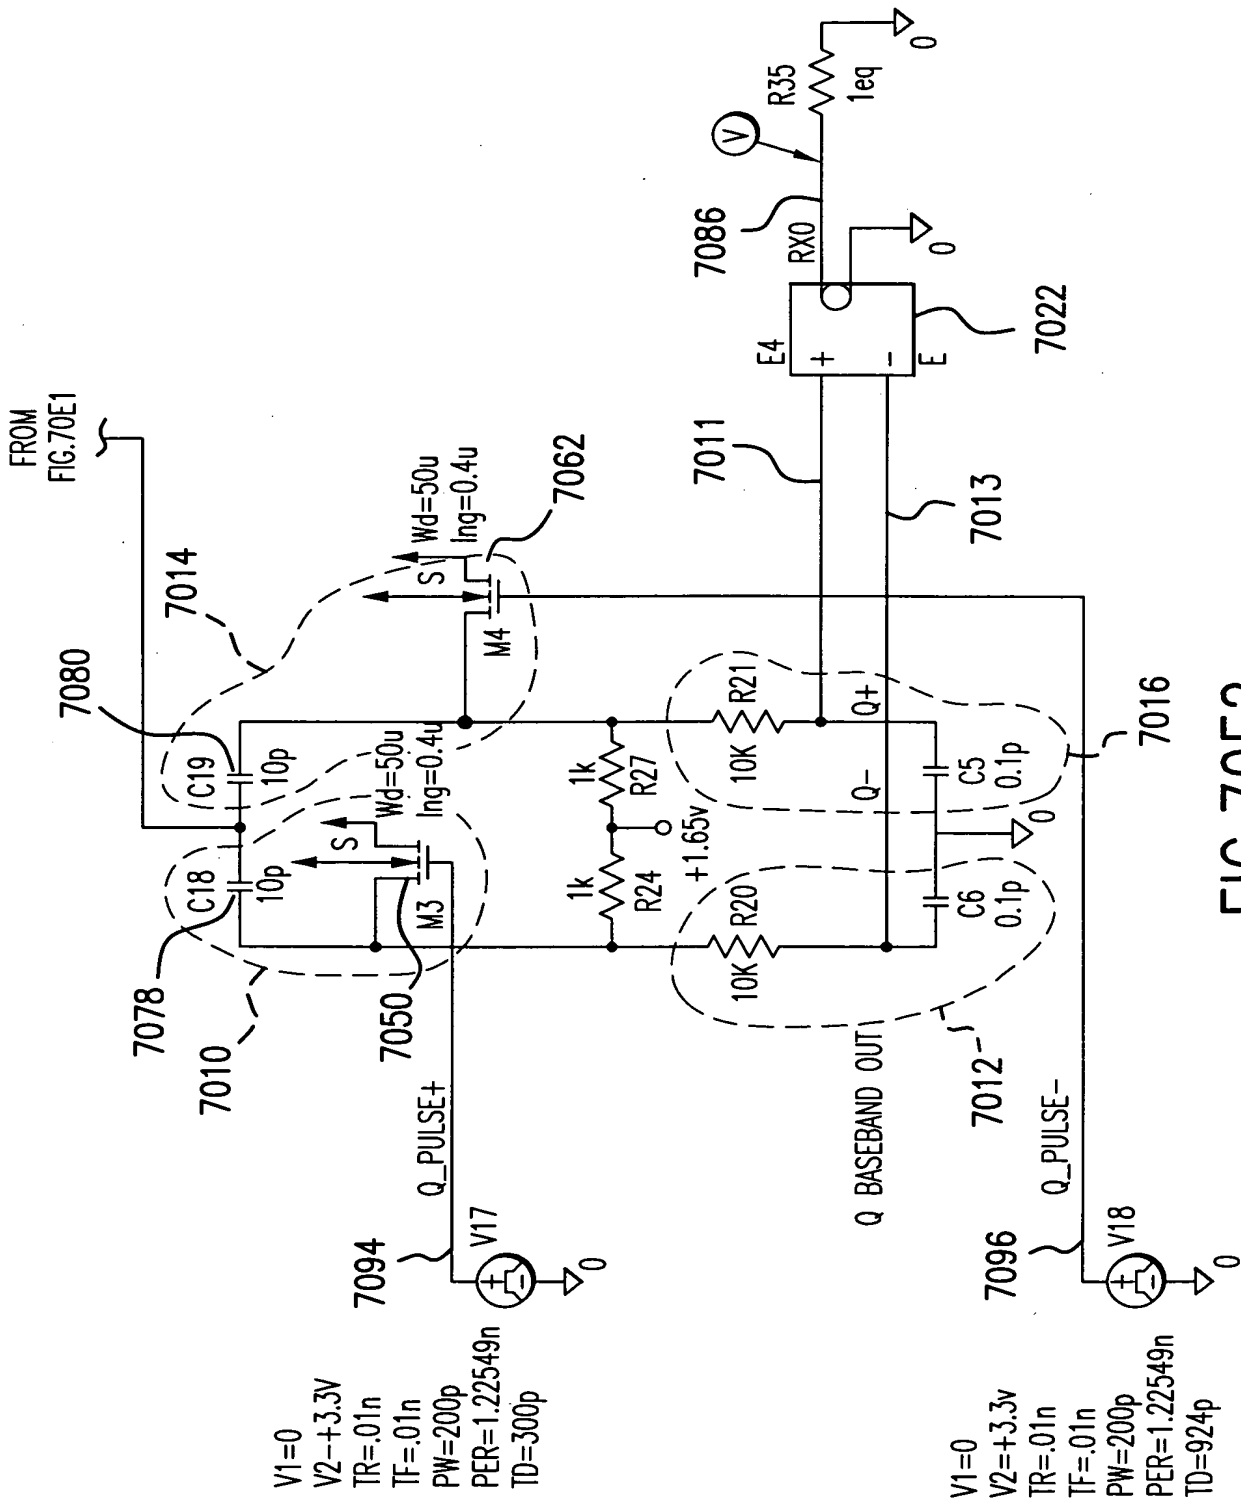 FROM
FIG.70E1
7014
7080
C19
10p
C18
10p
7078
7010
Wd=50u
lng=0.4u
7062
S
M4
Wd=50u
lng=0.4u
S
M3
7050
Q_PULSE+
7094
V17
0
V1=0
V2-+3.3V
TR=.01n
TF=.01n
PW=200p
PER=1.22549n
TD=300p
1k
R27
1k
R24
+1.65v
R21
10K
R20
10K
Q+
Q-
C5
0.1p
C6
0.1p
0
7016
7012
Q BASEBAND OUT
7011
7013
E4
+
-
E
7022
RX0
7086
0
V
R35
1eq
0
Q_PULSE-
7096
V18
0
V1=0
V2=+3.3v
TR=.01n
TF=.01n
PW=200p
PER=1.22549n
TD=924p